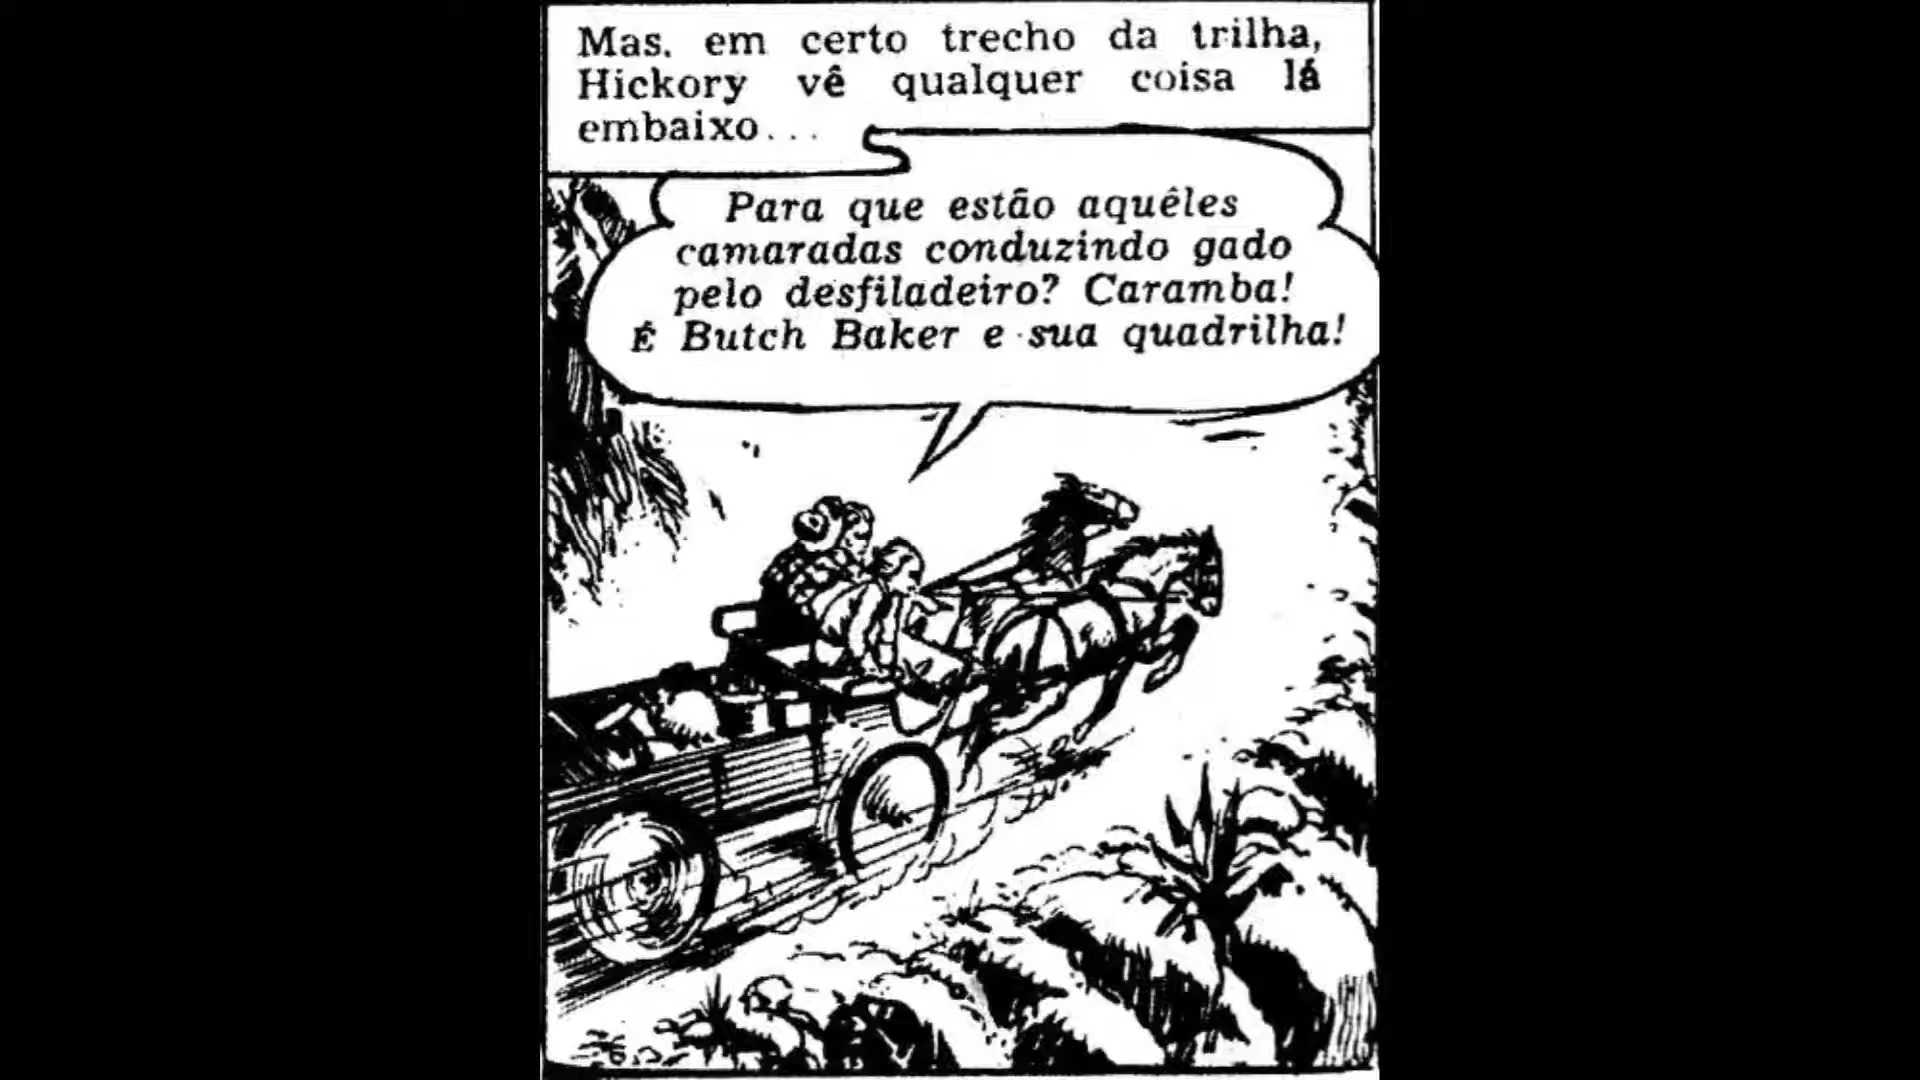 Mas, em certo trecho da trilha,
Hickory vê qualquer coisa lá
embaixo...
Para que estão aquêles
camaradas conduzindo gado
pelo desfiladeiro? Caramba!
É Butch Baker e sua quadrilha!